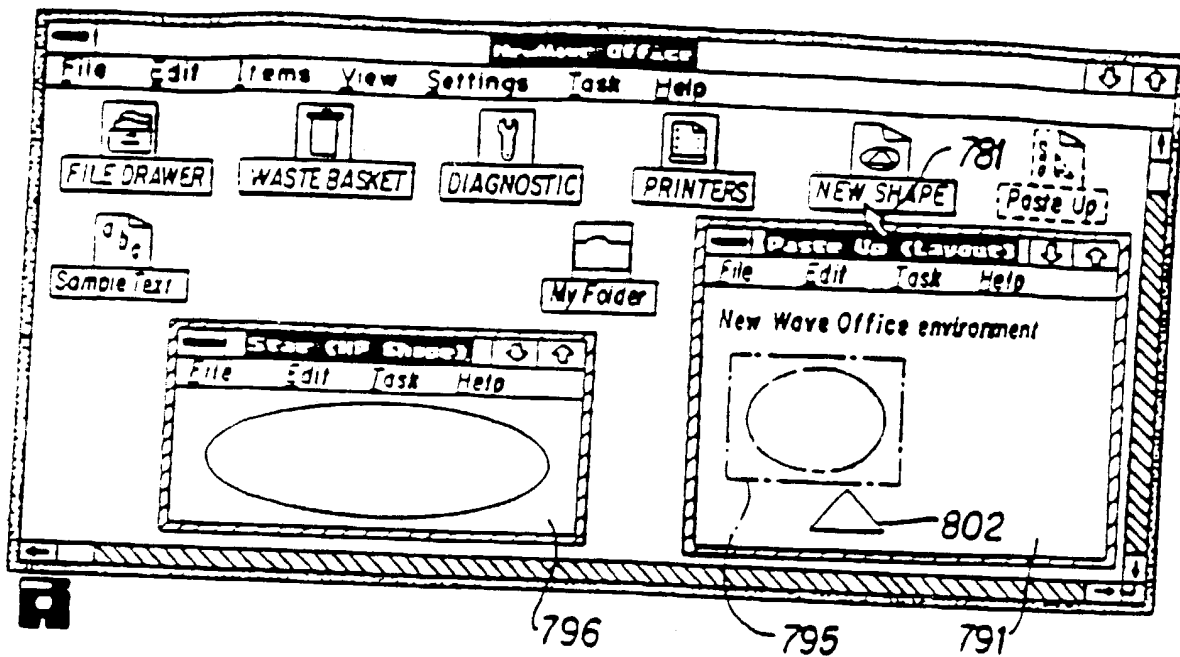 NewWave Office
File Edit Items View Settings Task Help
FILE DRAWER WASTE BASKET DIAGNOSTIC PRINTERS NEW SHAPE Paste Up
781
abc
Sample Text My Folder
Paste Up (Layout)
File Edit Task Help
New Wave Office environment
Star (HP Shape)
File Edit Task Help
802
796 795 791